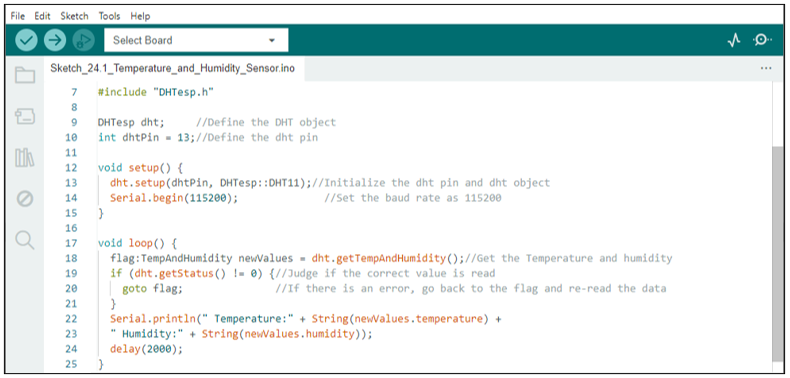 File Edit Sketch Tools Help
Select Board
Sketch_24.1_Temperature_and_Humidity_Sensor.ino
7 #include "DHTesp.h"
8
9 DHTesp dht; //Define the DHT object
10 int dhtPin = 13;//Define the dht pin
11
12 void setup() {
13 dht.setup(dhtPin, DHTesp::DHT11);//Initialize the dht pin and dht object
14 Serial.begin(115200); //Set the baud rate as 115200
15 }
16
17 void loop() {
18 flag:TempAndHumidity newValues = dht.getTempAndHumidity();//Get the Temperature and humidity
19 if (dht.getStatus() != 0) {//Judge if the correct value is read
20 goto flag; //If there is an error, go back to the flag and re-read the data
21 }
22 Serial.println(" Temperature:" + String(newValues.temperature) +
23 " Humidity:" + String(newValues.humidity));
24 delay(2000);
25 }